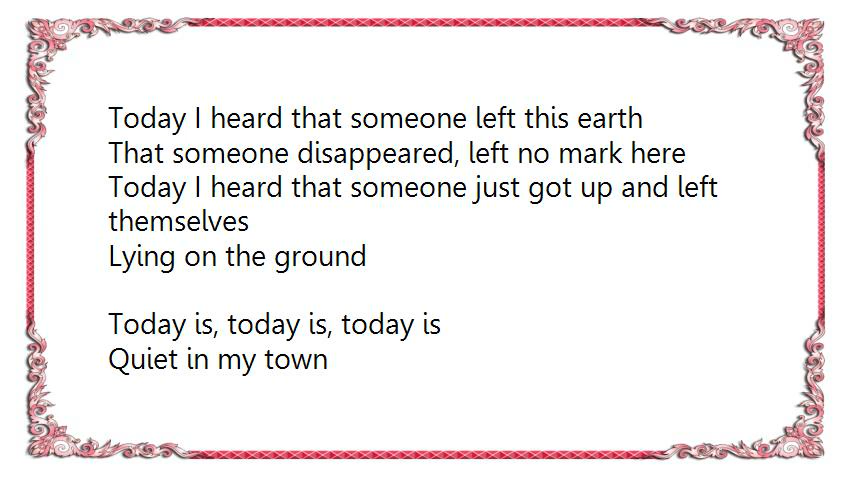 Today I heard that someone left this earth
That someone disappeared, left no mark here
Today I heard that someone just got up and left
themselves
Lying on the ground

Today is, today is, today is
Quiet in my town